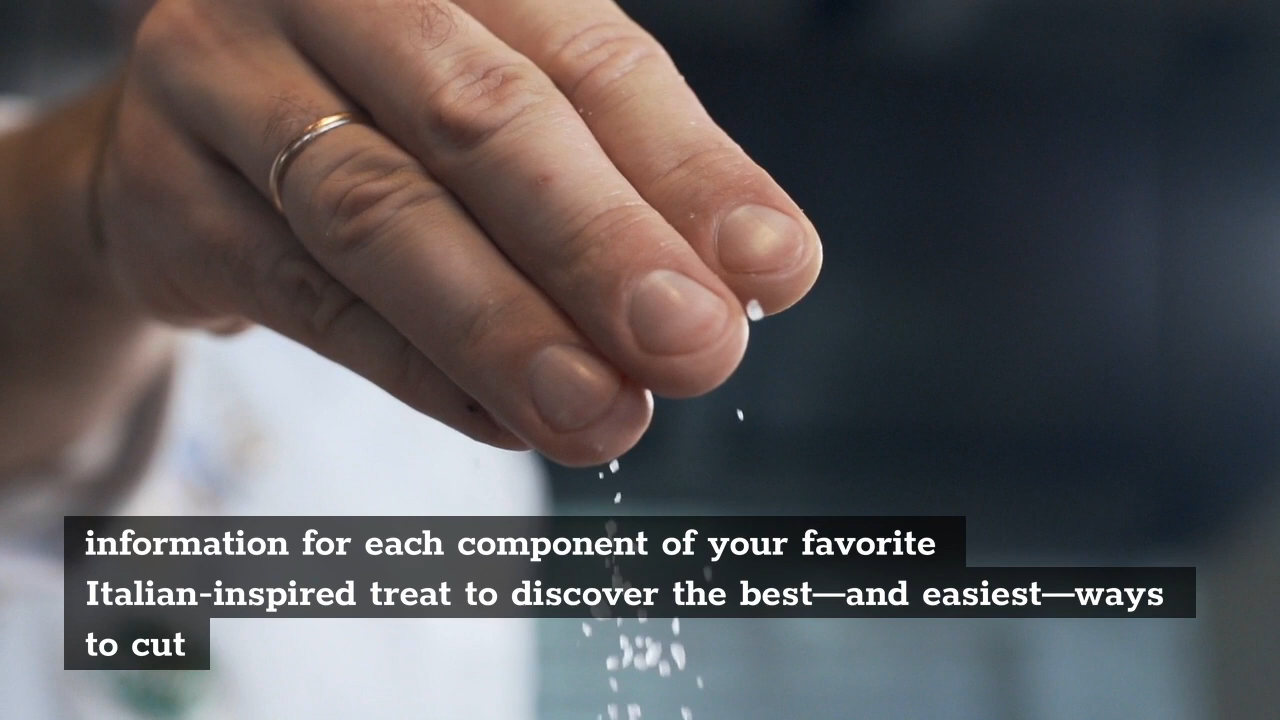 information for each component of your favorite
Italian-inspired treat to discover the best—and easiest—ways
to cut